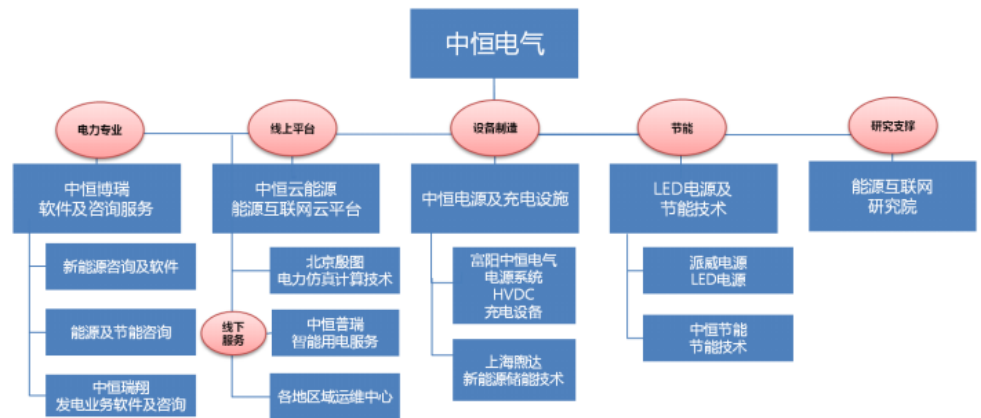 中恒电气
电力专业
线上平台
设备制造
节能
研究支撑
中恒博瑞
软件及咨询服务
中恒云能源
能源互联网云平台
中恒电源及充电设施
LED电源及
节能技术
能源互联网
研究院
新能源咨询及软件
能源及节能咨询
中恒瑞翔
发电业务软件及咨询
北京殷图
电力仿真计算技术
线下
服务
中恒普瑞
智能用电服务
各地区域运维中心
富阳中恒电气
电源系统
HVDC
充电设备
上海煦达
新能源储能技术
派威电源
LED电源
中恒节能
节能技术